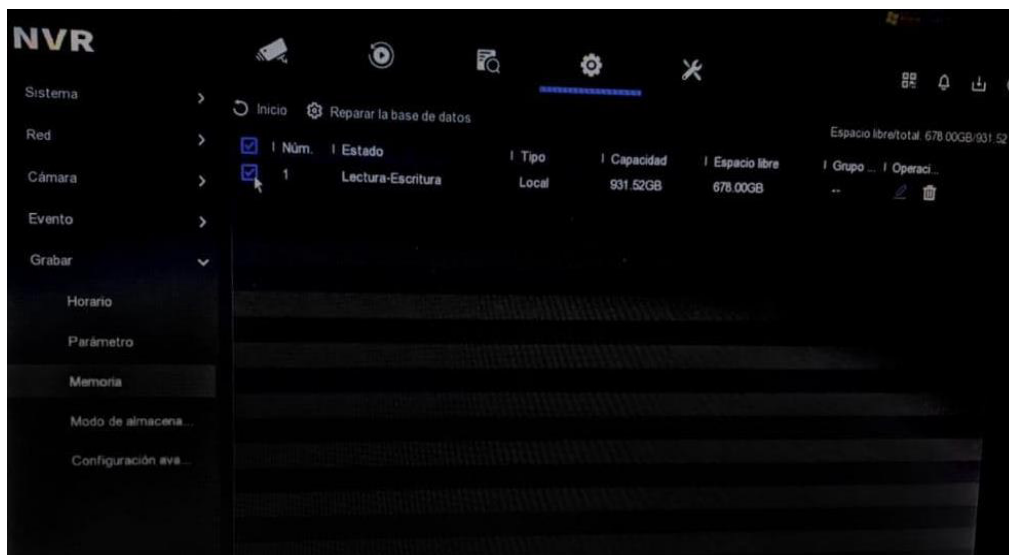 NVR
Sistema
Red
Cámara
Evento
Grabar
Horario
Parámetro
Memoria
Modo de almacena...
Configuración ava...
Inicio Reparar la base de datos
Espacio libre/total: 678.00GB/931.52
Núm. Estado Tipo Capacidad Espacio libre Grupo ... Operaci...
1 Lectura-Escritura Local 931.52GB 678.00GB --